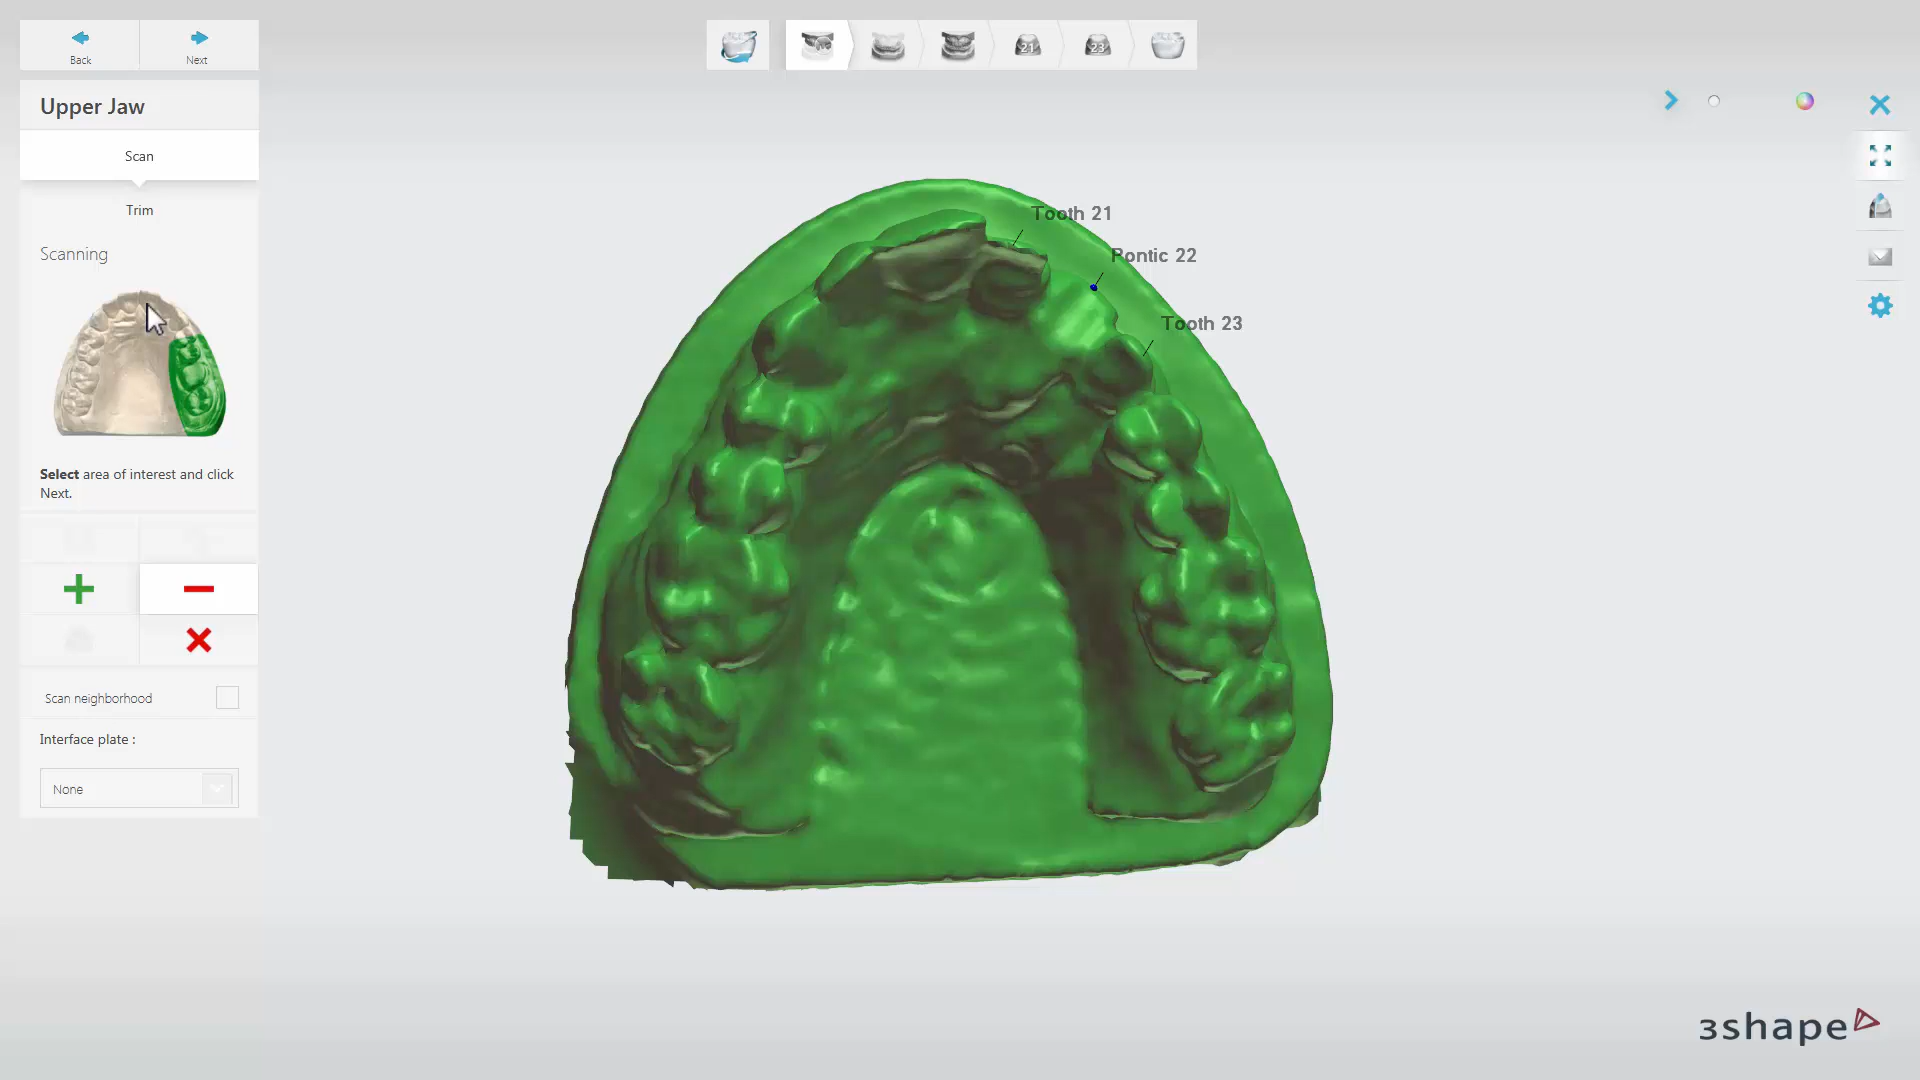 Back
Next
21
23
Upper Jaw
Scan
Trim
Scanning
Select area of interest and click
Next.
Scan neighborhood
Interface plate :
None
Tooth 21
Pontic 22
Tooth 23
3shape